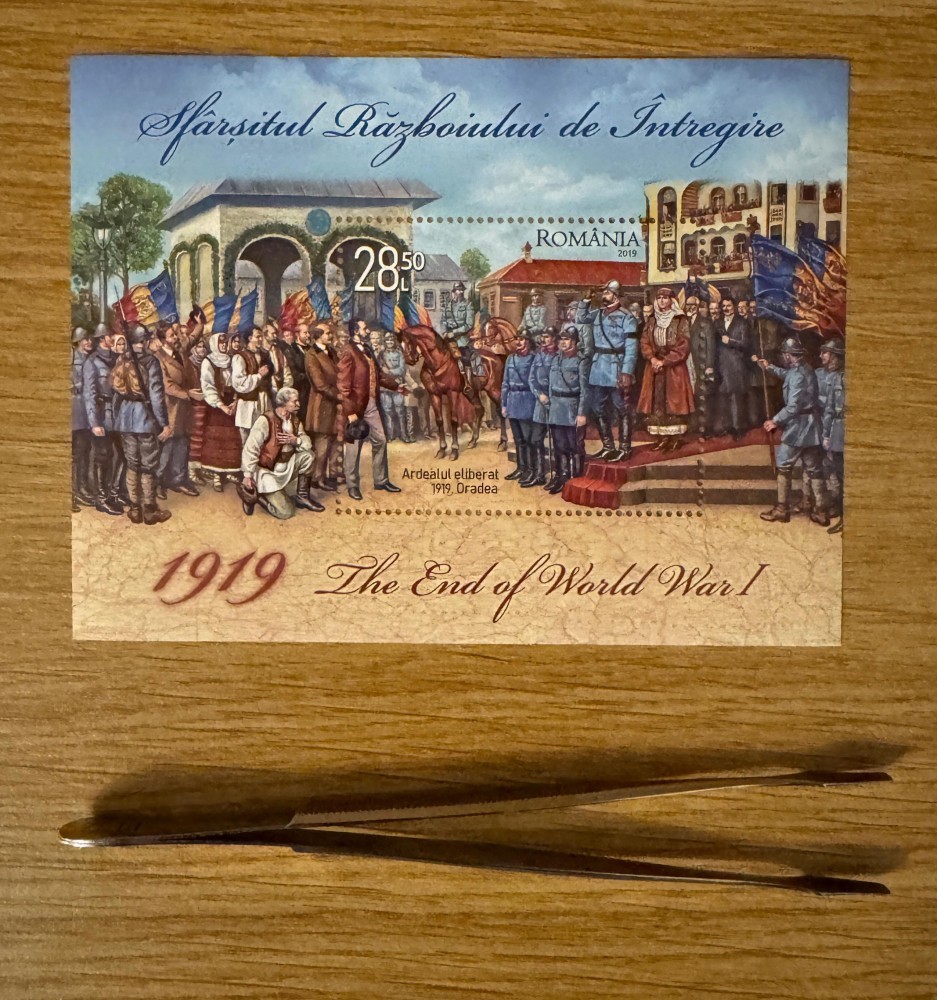 Sfârșitul Războiului de Întregire
ROMÂNIA
2019
28.50 L
Ardealul eliberat
1919, Oradea
1919 The End of World War I